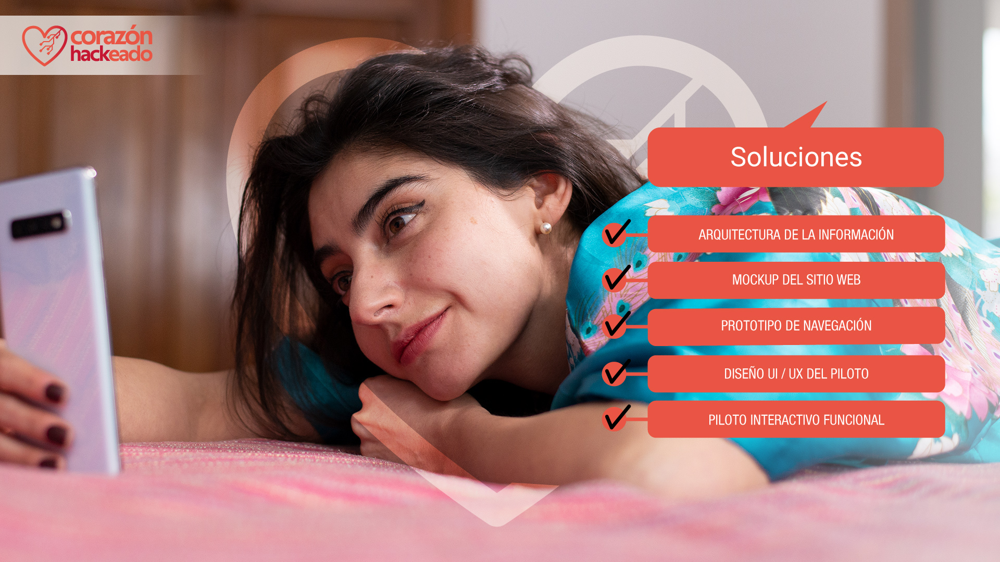 corazón
hackeado
Soluciones
ARQUITECTURA DE LA INFORMACIÓN
MOCKUP DEL SITIO WEB
PROTOTIPO DE NAVEGACIÓN
DISEÑO UI / UX DEL PILOTO
PILOTO INTERACTIVO FUNCIONAL